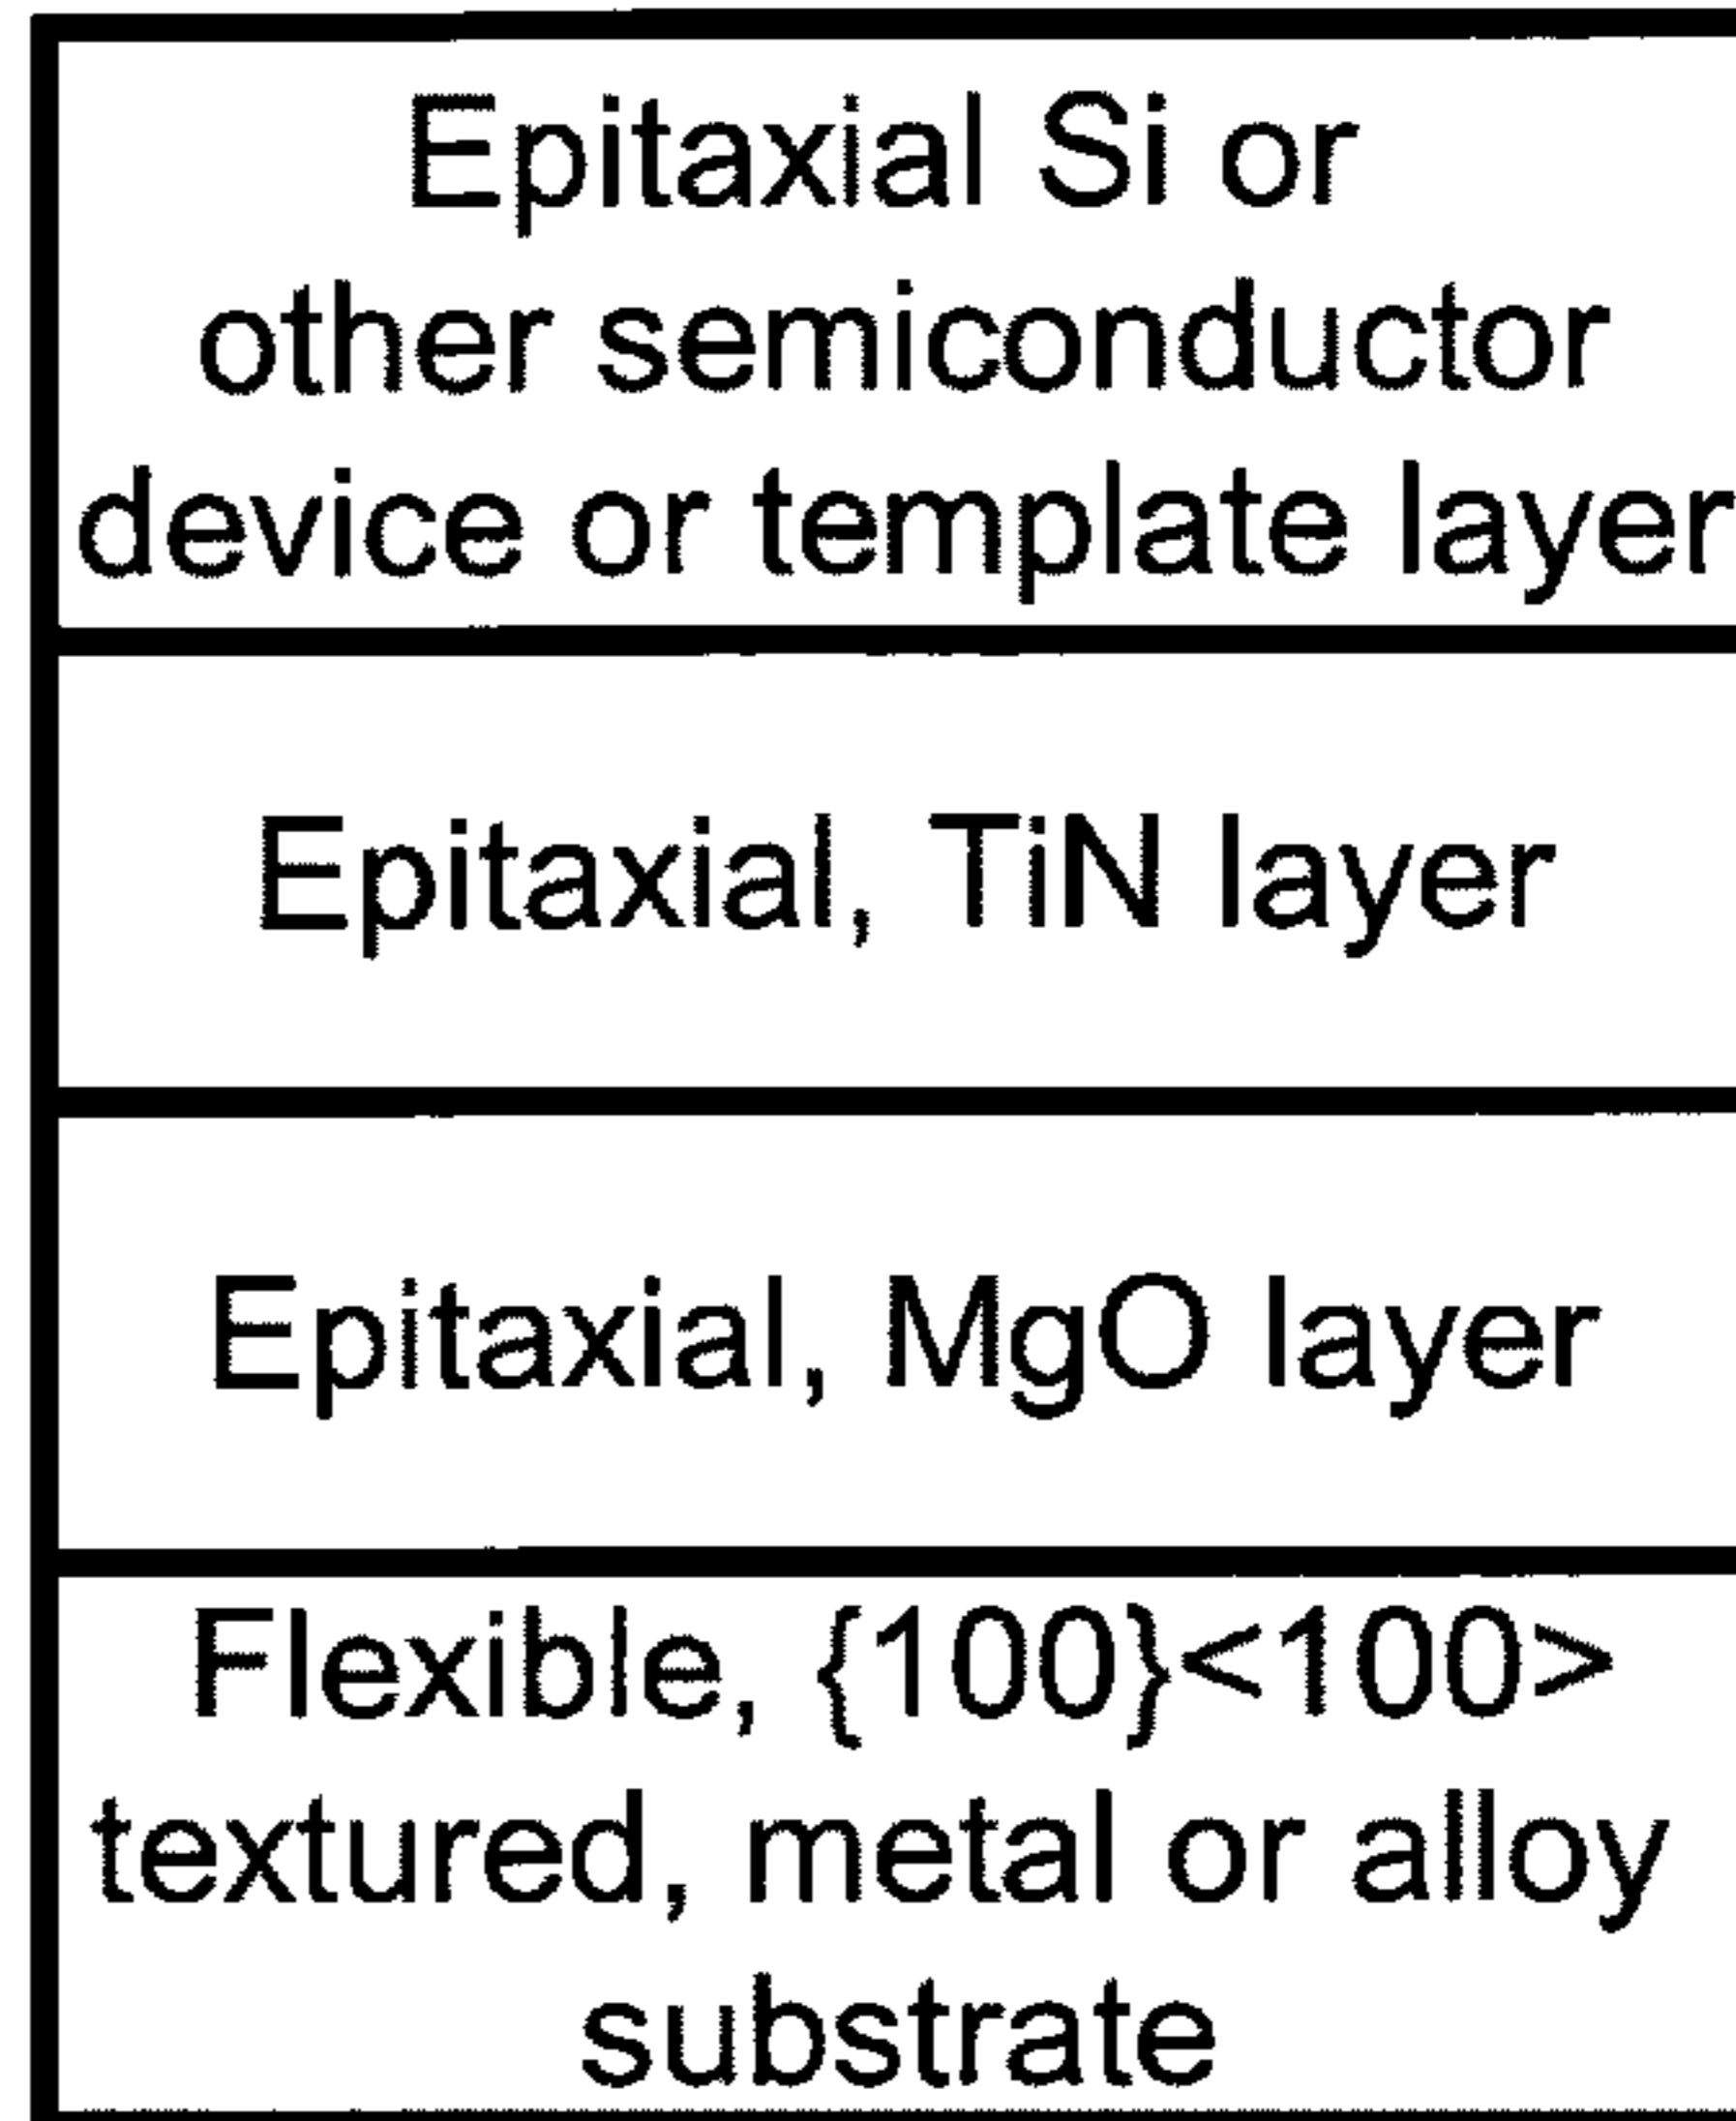 Epitaxial Si or
other semiconductor
device or template layer
Epitaxial, TiN layer
Epitaxial, MgO layer
Flexible, {100}<100>
textured, metal or alloy
substrate